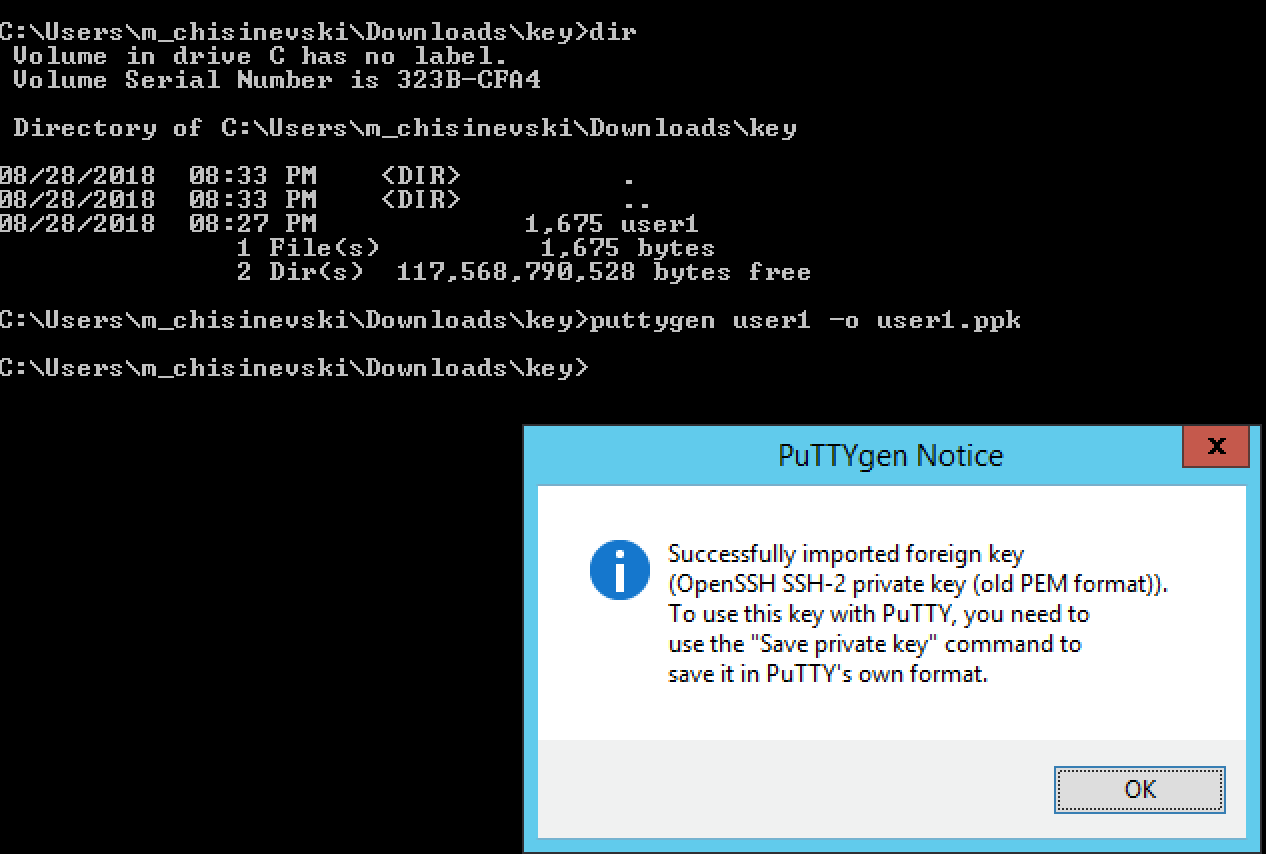 C:\Users\m_chisinevski\Downloads\key>dir
Volume in drive C has no label.
Volume Serial Number is 323B-CFA4
Directory of C:\Users\m_chisinevski\Downloads\key
08/28/2018 08:33 PM <DIR> .
08/28/2018 08:33 PM <DIR> ..
08/28/2018 08:27 PM 1,675 user1
1 File(s) 1,675 bytes
2 Dir(s) 117,568,790,528 bytes free
C:\Users\m_chisinevski\Downloads\key>puttygen user1 -o user1.ppk
C:\Users\m_chisinevski\Downloads\key>
PuTTYgen Notice
x
Successfully imported foreign key
(OpenSSH SSH-2 private key (old PEM format)).
To use this key with PuTTY, you need to
use the "Save private key" command to
save it in PuTTY's own format.
OK